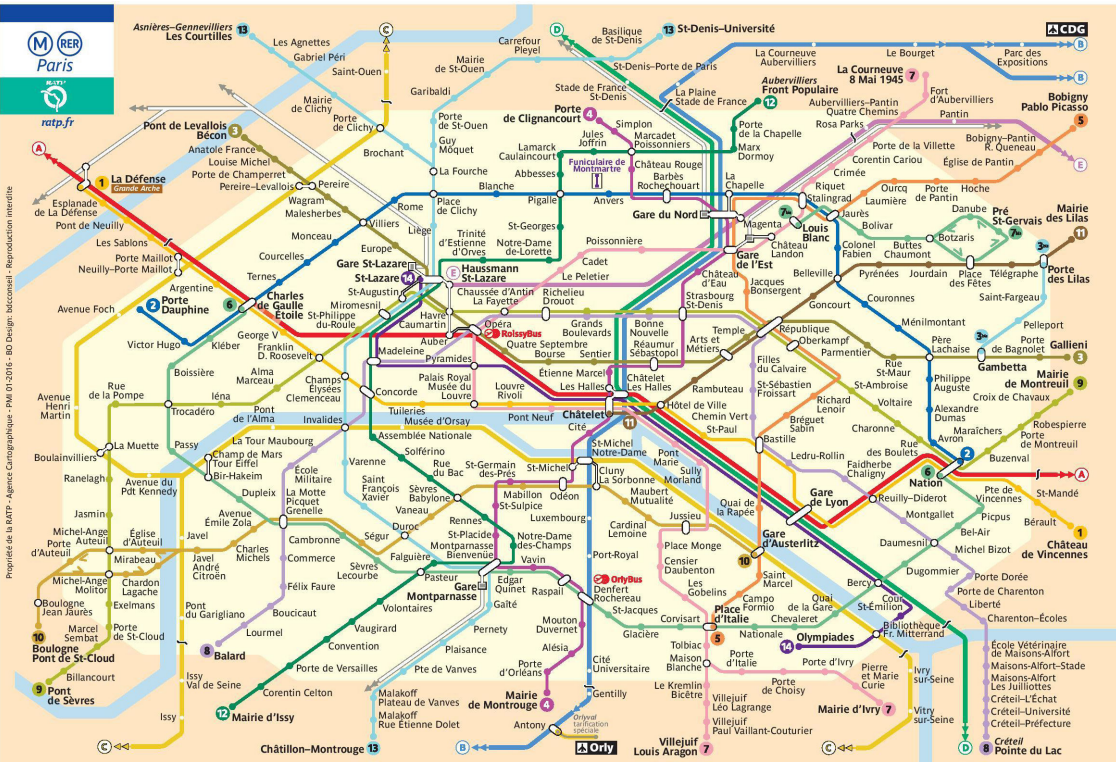 M RER
Paris
RATP
ratp.fr
Propriété de la RATP - Agence Cartographique - PMI 01-2016 - BO Design: bdcconseil - Reproduction interdite
Asnières–Gennevilliers
Les Courtilles
13
Les Agnettes
Gabriel Péri
Mairie
de Clichy
C
Saint-Ouen
Porte
de Clichy
Brochant
Carrefour
Pleyel
Mairie
de St-Ouen
Garibaldi
Porte
de St-Ouen
Guy
Môquet
La Fourche
Place
de Clichy
D
Basilique
de St-Denis
13
St-Denis–Université
St-Denis–Porte de Paris
Stade de France
St-Denis
La Plaine
Stade de France
La Courneuve
Aubervilliers
Le Bourget
Parc des
Expositions
CDG
B
B
Aubervilliers
Front Populaire
12
Porte
de la Chapelle
Marx
Dormoy
La Courneuve
8 Mai 1945
7
Fort
d'Aubervilliers
Aubervilliers–Pantin
Quatre Chemins
Pantin
Rosa Parks
Porte de la Villette
Corentin Cariou
Crimée
Riquet
Stalingrad
Bobigny
Pablo Picasso
5
Bobigny–Pantin
R. Queneau
Église de Pantin
E
Hoche
Porte
de Pantin
Ourcq
Laumière
Jaurès
Bolivar
Buttes
Chaumont
Botzaris
Danube
Place
des Fêtes
Pré
St-Gervais
7bis
Mairie
des Lilas
11
3bis
Porte
des Lilas
Télégraphe
Jourdain
Pyrénées
Saint-Fargeau
Pelleport
3bis
Gambetta
Porte
de Bagnolet
Gallieni
3
Pont de Levallois
Bécon
3
Anatole France
Louise Michel
Porte de Champerret
Pereire–Levallois
Pereire
Wagram
Malesherbes
Villiers
Monceau
Courcelles
Ternes
Rome
Liège
Europe
Blanche
Pigalle
Anvers
Abbesses
Lamarck
Caulaincourt
Jules
Joffrin
Porte
de Clignancourt
4
Simplon
Marcadet
Poissonniers
Château Rouge
Barbès
Rochechouart
Funiculaire de
Montmartre
La
Chapelle
Gare du Nord
Magenta
7bis
Louis
Blanc
Château
Landon
Gare
de l'Est
Colonel
Fabien
Belleville
Couronnes
Ménilmontant
Père
Lachaise
Philippe
Auguste
Alexandre
Dumas
Avron
2
A
1
La Défense
Grande Arche
Esplanade
de La Défense
Pont de Neuilly
Les Sablons
Porte Maillot
Neuilly–Porte Maillot
Argentine
Avenue Foch
2
Porte
Dauphine
Victor Hugo
6
Charles
de Gaulle
Étoile
Kléber
George V
Franklin
D. Roosevelt
Boissière
Trocadéro
Passy
Rue
de la Pompe
Iéna
Alma
Marceau
Champs
Élysées
Clemenceau
Pont
de l'Alma
Invalides
Avenue
Henri
Martin
La Muette
Boulainvilliers
Ranelagh
Jasmin
Avenue du
Pdt Kennedy
Gare St-Lazare
St-Lazare
14
E
Haussmann
St-Lazare
Trinité
d'Estienne
d'Orves
St-Georges
Notre-Dame-
de-Lorette
Poissonnière
Cadet
Le Peletier
St-Augustin
Miromesnil
St-Philippe
du-Roule
Havre
Caumartin
Auber
Chaussée d'Antin
La Fayette
Opéra
RoissyBus
Richelieu
Drouot
Grands
Boulevards
Bonne
Nouvelle
Strasbourg
St-Denis
Château
d'Eau
Jacques
Bonsergent
Goncourt
République
Temple
Oberkampf
Parmentier
Rue
St-Maur
Madeleine
Pyramides
Quatre Septembre
Bourse
Sentier
Réaumur
Sébastopol
Arts et
Métiers
Étienne Marcel
Les Halles
Châtelet
Les Halles
Châtelet
11
Rambuteau
Hôtel de Ville
Filles
du Calvaire
St-Sébastien
Froissart
Chemin Vert
St-Paul
Bastille
Bréguet
Sabin
Richard
Lenoir
St-Ambroise
Voltaire
Charonne
Rue
des Boulets
Faidherbe
Chaligny
Ledru-Rollin
Concorde
Palais Royal
Musée du
Louvre
Louvre
Rivoli
Tuileries
Pont Neuf
Musée d'Orsay
Assemblée Nationale
Cité
St-Michel
Notre-Dame
St-Michel
Cluny
La Sorbonne
Pont
Marie
Sully
Morland
Quai de
la Rapée
Gare
de Lyon
Reuilly–Diderot
Montgallet
Daumesnil
6
Nation
Maraîchers
Porte
de Montreuil
Buzenval
Robespierre
Croix de Chavaux
Mairie
de Montreuil
9
A
St-Mandé
Pte de
Vincennes
Picpus
Bel-Air
Bérault
1
Château
de Vincennes
Michel Bizot
Porte Dorée
Porte de Charenton
Liberté
Charenton–Écoles
École Vétérinaire
de Maisons-Alfort
Maisons-Alfort–Stade
Maisons-Alfort
Les Juilliottes
Créteil–L'Échat
Créteil–Université
Créteil–Préfecture
8
Créteil
Pointe du Lac
Dugommier
Bercy
Cour
St-Émilion
Bibliothèque
Fr. Mitterrand
14
Olympiades
Ivry
sur-Seine
Vitry
sur-Seine
C
D
La Tour Maubourg
Champ de Mars
Tour Eiffel
Bir-Hakeim
École
Militaire
La Motte
Picquet
Grenelle
Dupleix
Avenue
Émile Zola
Cambronne
Commerce
Charles
Michels
Félix Faure
Boucicaut
Lourmel
8
Balard
Javel
Javel
André
Citroën
Pont
du Garigliano
Michel-Ange
Auteuil
Porte
d'Auteuil
Église
d'Auteuil
Mirabeau
Michel-Ange
Molitor
Chardon
Lagache
Exelmans
Porte
de St-Cloud
Marcel
Sembat
Billancourt
Boulogne
Jean Jaurès
10
Boulogne
Pont de St-Cloud
9
Pont
de Sèvres
Issy
Val de Seine
Issy
C
12
Mairie d'Issy
Corentin Celton
Porte de Versailles
Convention
Vaugirard
Volontaires
Pasteur
Falguière
Sèvres
Lecourbe
Ségur
Duroc
Saint
François
Xavier
Varenne
Vaneau
Sèvres
Babylone
Rue
du Bac
Solférino
St-Germain
des-Prés
Mabillon
St-Sulpice
Odéon
Rennes
St-Placide
Montparnasse
Bienvenüe
Notre-Dame
des-Champs
Gare
Montparnasse
Vavin
Edgar
Quinet
Raspail
Gaîté
Pernety
Plaisance
Pte de Vanves
Malakoff
Plateau de Vanves
Malakoff
Rue Étienne Dolet
Châtillon–Montrouge
13
Luxembourg
Port-Royal
OrlyBus
Denfert
Rochereau
Mouton
Duvernet
Alésia
Porte
d'Orléans
Mairie
de Montrouge
4
Cité
Universitaire
Gentilly
Antony
B
Orlyval
tarification
spéciale
Orly
St-Jacques
Glacière
Corvisart
Place
d'Italie
5
Maubert
Mutualité
Cardinal
Lemoine
Jussieu
Place Monge
Censier
Daubenton
Les
Gobelins
Gare
d'Austerlitz
10
Saint
Marcel
Campo
Formio
Quai
de la Gare
Chevaleret
Nationale
Tolbiac
Maison
Blanche
Le Kremlin
Bicêtre
Villejuif
Léo Lagrange
Villejuif
Paul Vaillant-Couturier
Villejuif
Louis Aragon
7
Porte
d'Italie
Porte
de Choisy
Porte d'Ivry
Pierre
et Marie
Curie
Mairie d'Ivry
7